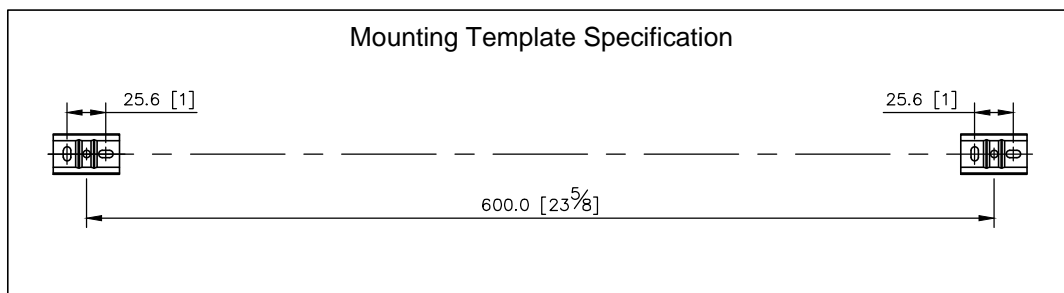 Mounting Template Specification
25.6 [1]
25.6 [1]
600.0 [23⅝]